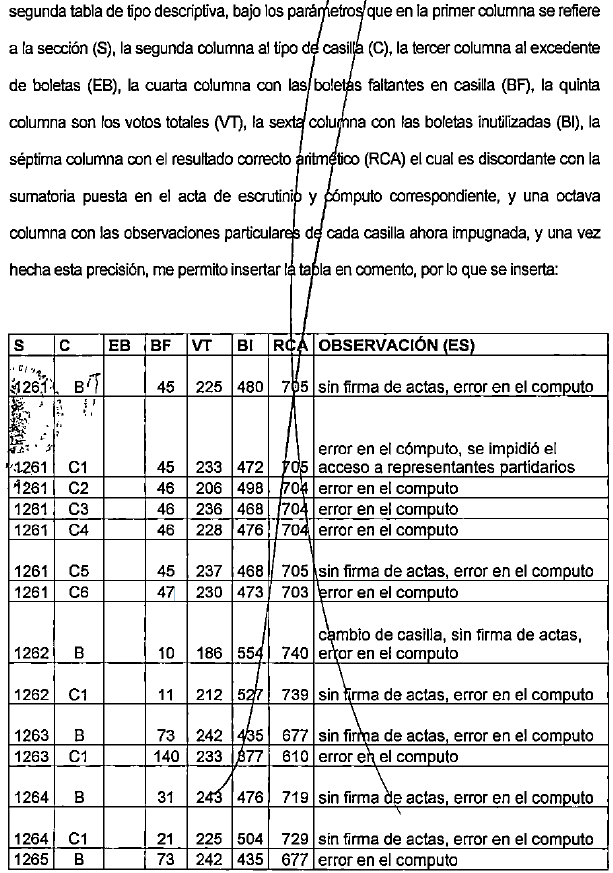 segunda tabla de tipo descriptiva, bajo los parámetros que en la primer columna se refiere
a la sección (S), la segunda columna al tipo de casilla (C), la tercer columna al excedente
de boletas (EB), la cuarta columna con las boletas faltantes en casilla (BF), la quinta
columna son los votos totales (VT), la sexta columna con las boletas inutilizadas (BI), la
séptima columna con el resultado correcto aritmético (RCA) el cual es discordante con la
sumatoria puesta en el acta de escrutinio y cómputo correspondiente, y una octava
columna con las observaciones particulares de cada casilla ahora impugnada, y una vez
hecha esta precisión, me permito insertar la tabla en comento, por lo que se inserta:
S C EB BF VT BI RCA OBSERVACIÓN (ES)
1261 B 45 225 480 705 sin firma de actas, error en el computo
error en el cómputo, se impidió el
1261 C1 45 233 472 705 acceso a representantes partidarios
1261 C2 46 206 498 704 error en el computo
1261 C3 46 236 468 704 error en el computo
1261 C4 46 228 476 704 error en el computo
1261 C5 45 237 468 705 sin firma de actas, error en el computo
1261 C6 47 230 473 703 error en el computo
cambio de casilla, sin firma de actas,
1262 B 10 186 554 740 error en el computo
1262 C1 11 212 527 739 sin firma de actas, error en el computo
1263 B 73 242 435 677 sin firma de actas, error en el computo
1263 C1 140 233 377 610 error en el computo
1264 B 31 243 476 719 sin firma de actas, error en el computo
1264 C1 21 225 504 729 sin firma de actas, error en el computo
1265 B 73 242 435 677 error en el computo